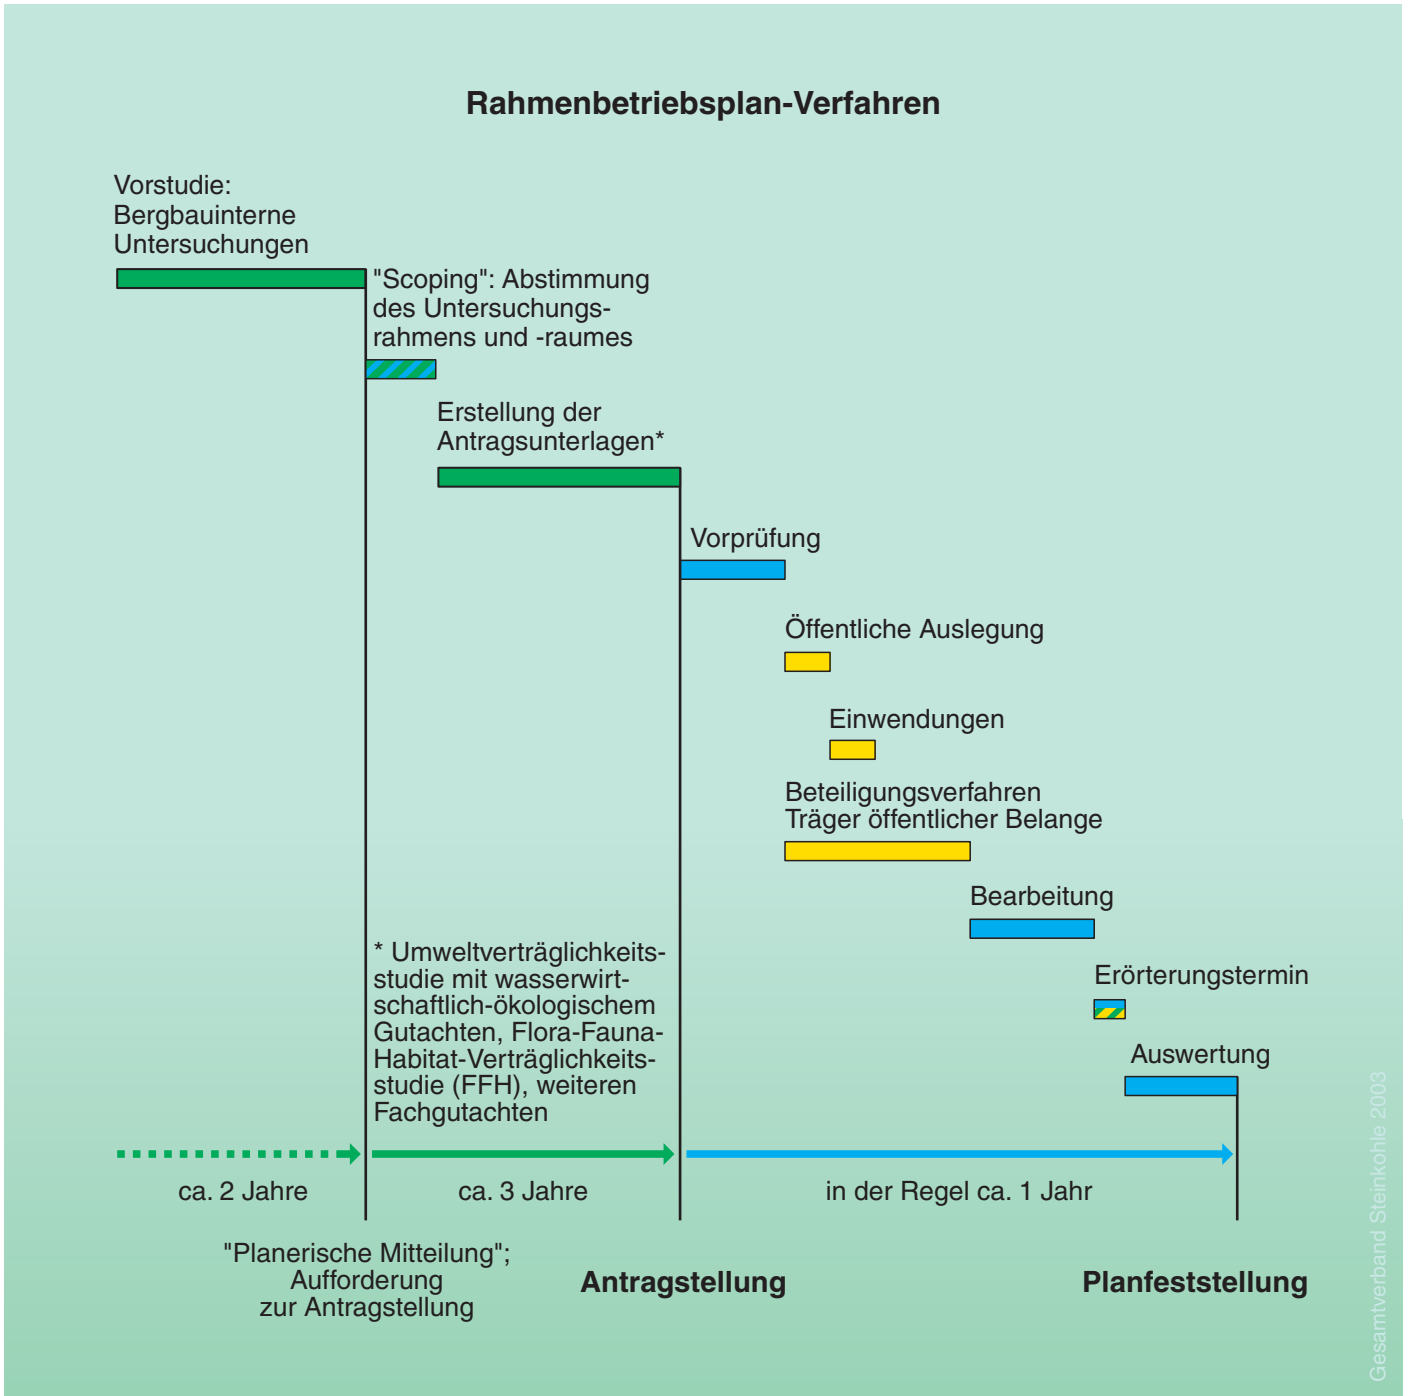 Rahmenbetriebsplan-Verfahren
Vorstudie:
Bergbauinterne
Untersuchungen
"Scoping": Abstimmung
des Untersuchungs-
rahmens und -raumes
Erstellung der
Antragsunterlagen*
Vorprüfung
Öffentliche Auslegung
Einwendungen
Beteiligungsverfahren
Träger öffentlicher Belange
Bearbeitung
Erörterungstermin
Auswertung
* Umweltverträglichkeits-
studie mit wasserwirt-
schaftlich-ökologischem
Gutachten, Flora-Fauna-
Habitat-Verträglichkeits-
studie (FFH), weiteren
Fachgutachten
ca. 2 Jahre
ca. 3 Jahre
in der Regel ca. 1 Jahr
"Planerische Mitteilung";
Aufforderung
zur Antragstellung
Antragstellung
Planfeststellung
Gesamtverband Steinkohle 2003